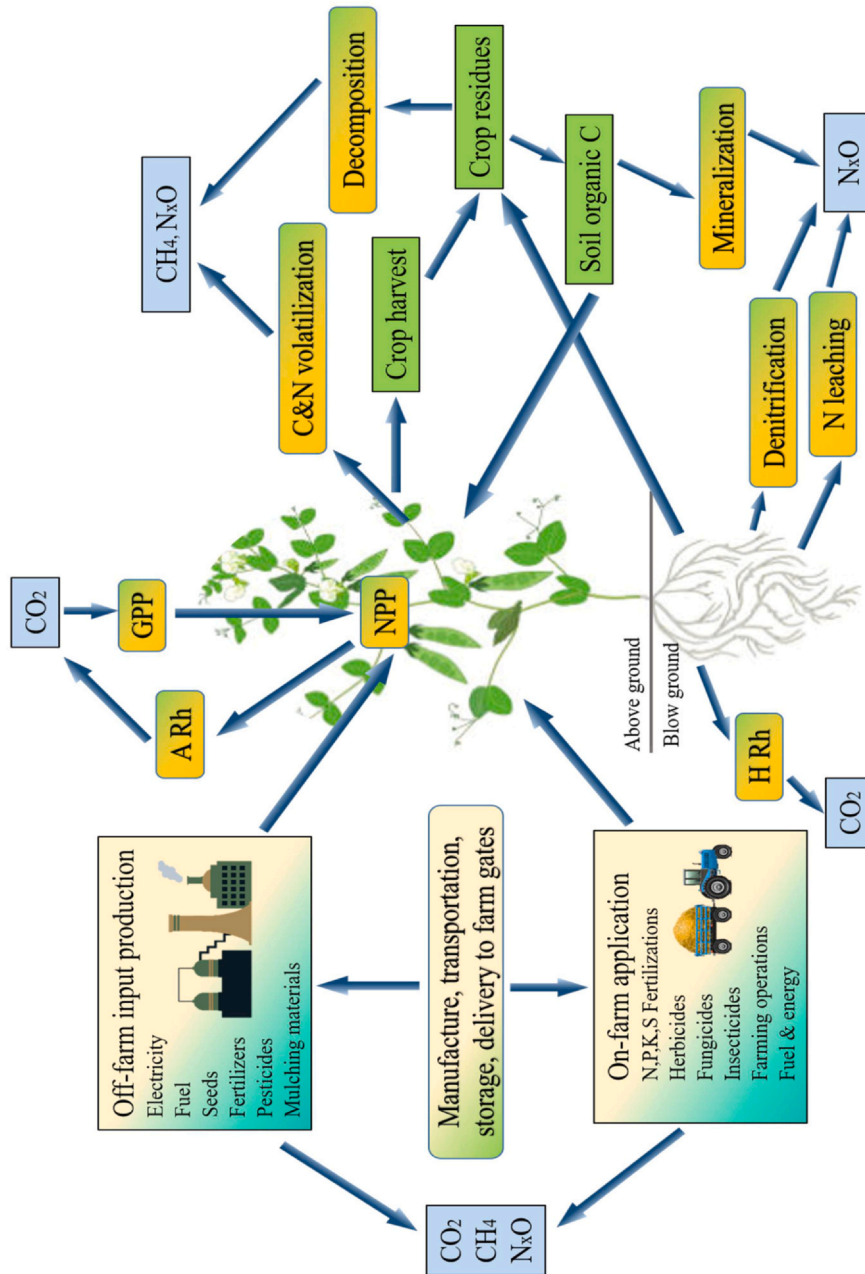 CO2
CH4
NxO
Off-farm input production
Electricity
Fuel
Seeds
Fertilizers
Pesticides
Mulching materials
Manufacture, transportation,
storage, delivery to farm gates
On-farm application
N,P,K,S Fertilizations
Herbicides
Fungicides
Insecticides
Farming operations
Fuel & energy
A Rh
CO2
GPP
NPP
Above ground
Blow ground
H Rh
CO2
C&N volatilization
CH4, NxO
Decomposition
Crop harvest
Crop residues
Soil organic C
Mineralization
Denitrification
N leaching
NxO